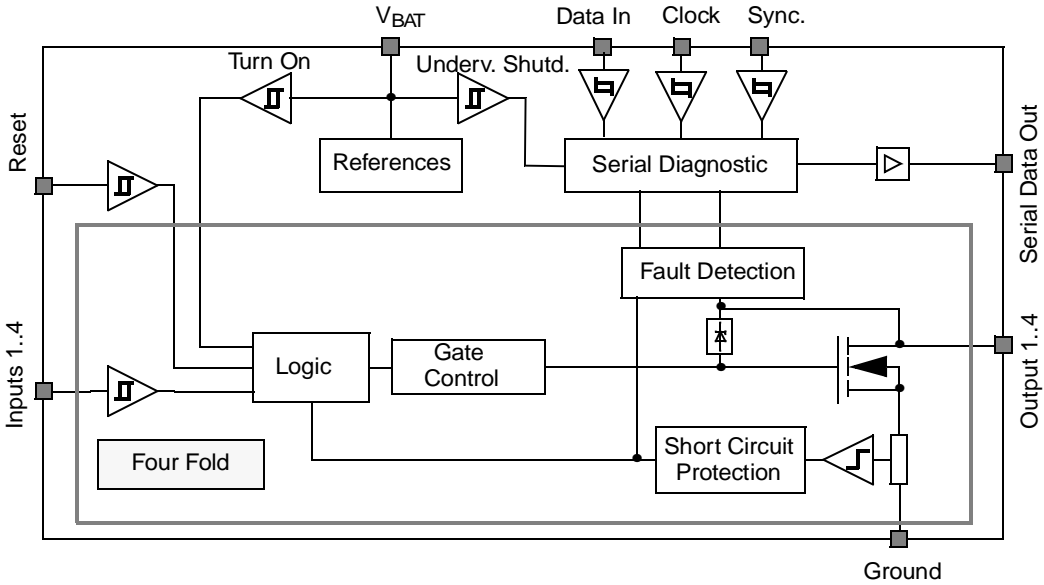 V_BAT
Data In
Clock
Sync.
Turn On
Underv. Shutd.
Reset
References
Serial Diagnostic
Serial Data Out
Fault Detection
Inputs 1..4
Logic
Gate
Control
Output 1..4
Four Fold
Short Circuit
Protection
Ground